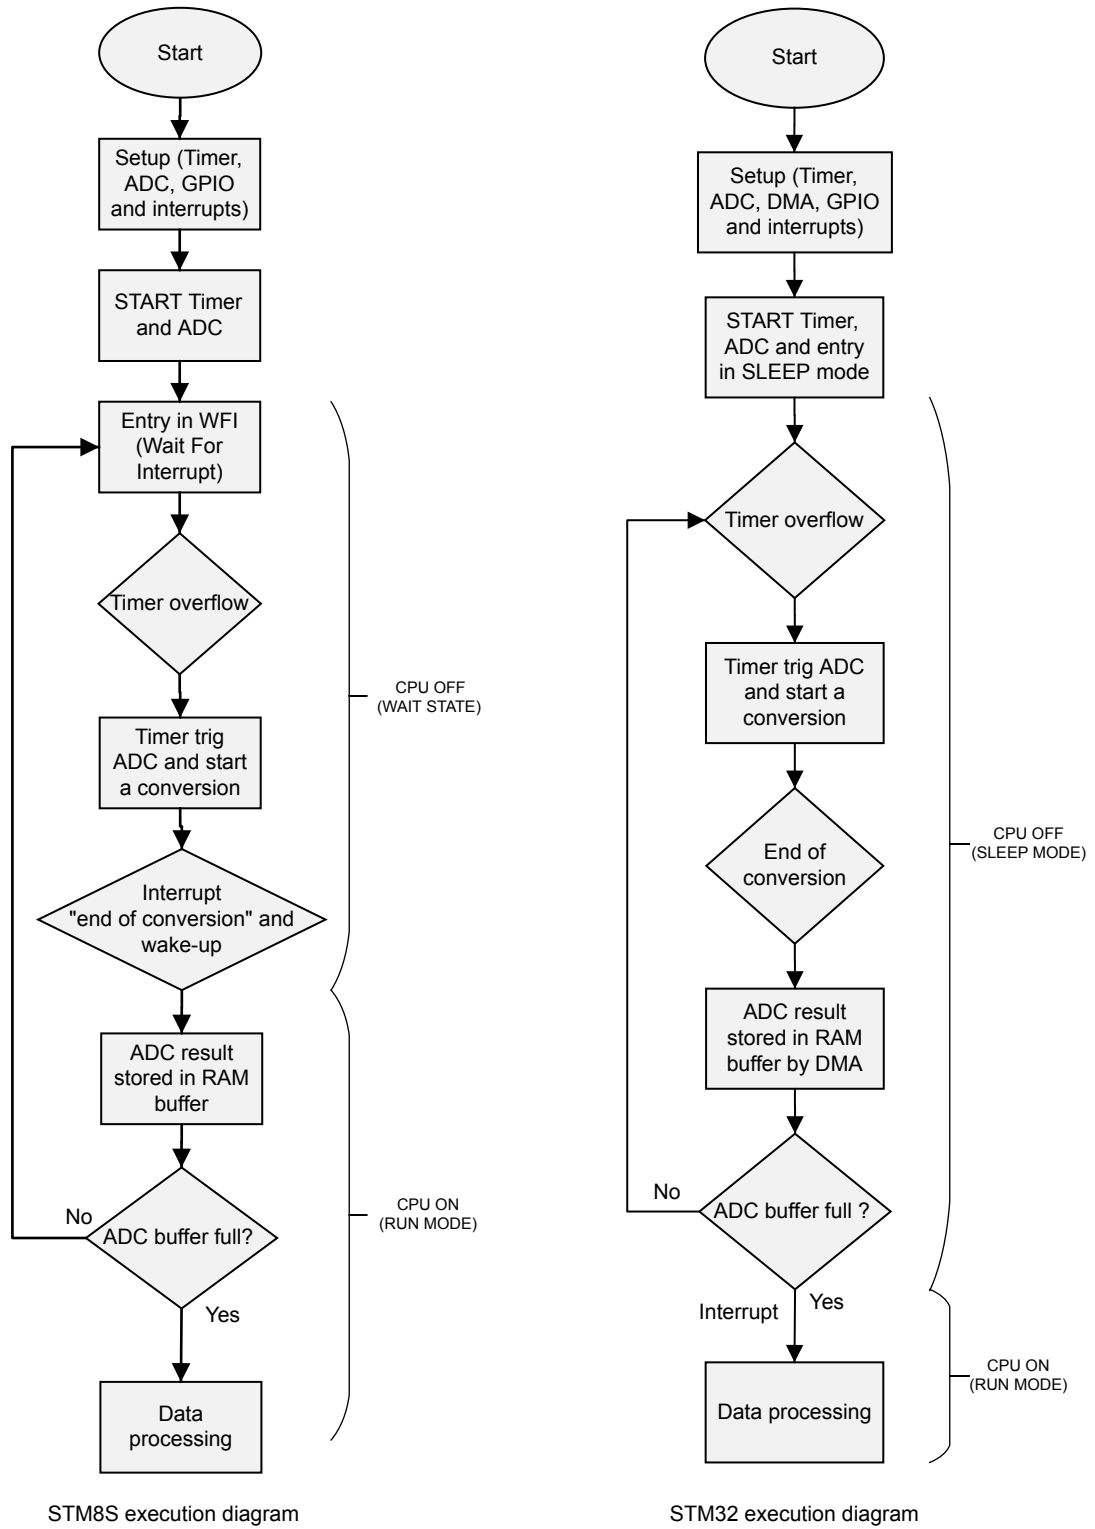 Start
Setup (Timer,
ADC, GPIO
and interrupts)
START Timer
and ADC
Entry in WFI
(Wait For
Interrupt)
Timer overflow
Timer trig
ADC and start
a conversion
CPU OFF
(WAIT STATE)
Interrupt
"end of conversion" and
wake-up
ADC result
stored in RAM
buffer
No
ADC buffer full?
Yes
CPU ON
(RUN MODE)
Data
processing
STM8S execution diagram
Start
Setup (Timer,
ADC, DMA, GPIO
and interrupts)
START Timer,
ADC and entry
in SLEEP mode
Timer overflow
Timer trig ADC
and start a
conversion
End of
conversion
CPU OFF
(SLEEP MODE)
ADC result
stored in RAM
buffer by DMA
No
ADC buffer full ?
Interrupt
Yes
CPU ON
(RUN MODE)
Data processing
STM32 execution diagram